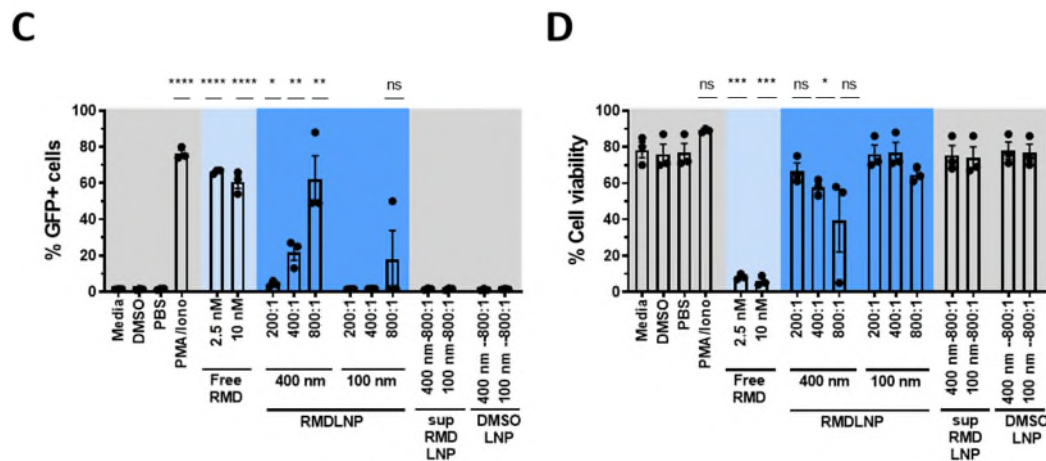 C
**** **** **** * ** ** ns
% GFP+ cells
100
80
60
40
20
0
Media
DMSO
PBS
PMA/Iono
2.5 nM
10 nM
200:1
400:1
800:1
200:1
400:1
800:1
400 nm-800:1
100 nm-800:1
400 nm -800:1
100 nm -800:1
Free
RMD
400 nm
100 nm
RMDLNP
sup
RMD
LNP
DMSO
LNP
D
ns *** *** ns * ns
% Cell viability
100
80
60
40
20
0
Media
DMSO
PBS
PMA/Iono
2.5 nM
10 nM
200:1
400:1
800:1
200:1
400:1
800:1
400 nm-800:1
100 nm-800:1
400 nm -800:1
100 nm -800:1
Free
RMD
400 nm
100 nm
RMDLNP
sup
RMD
LNP
DMSO
LNP